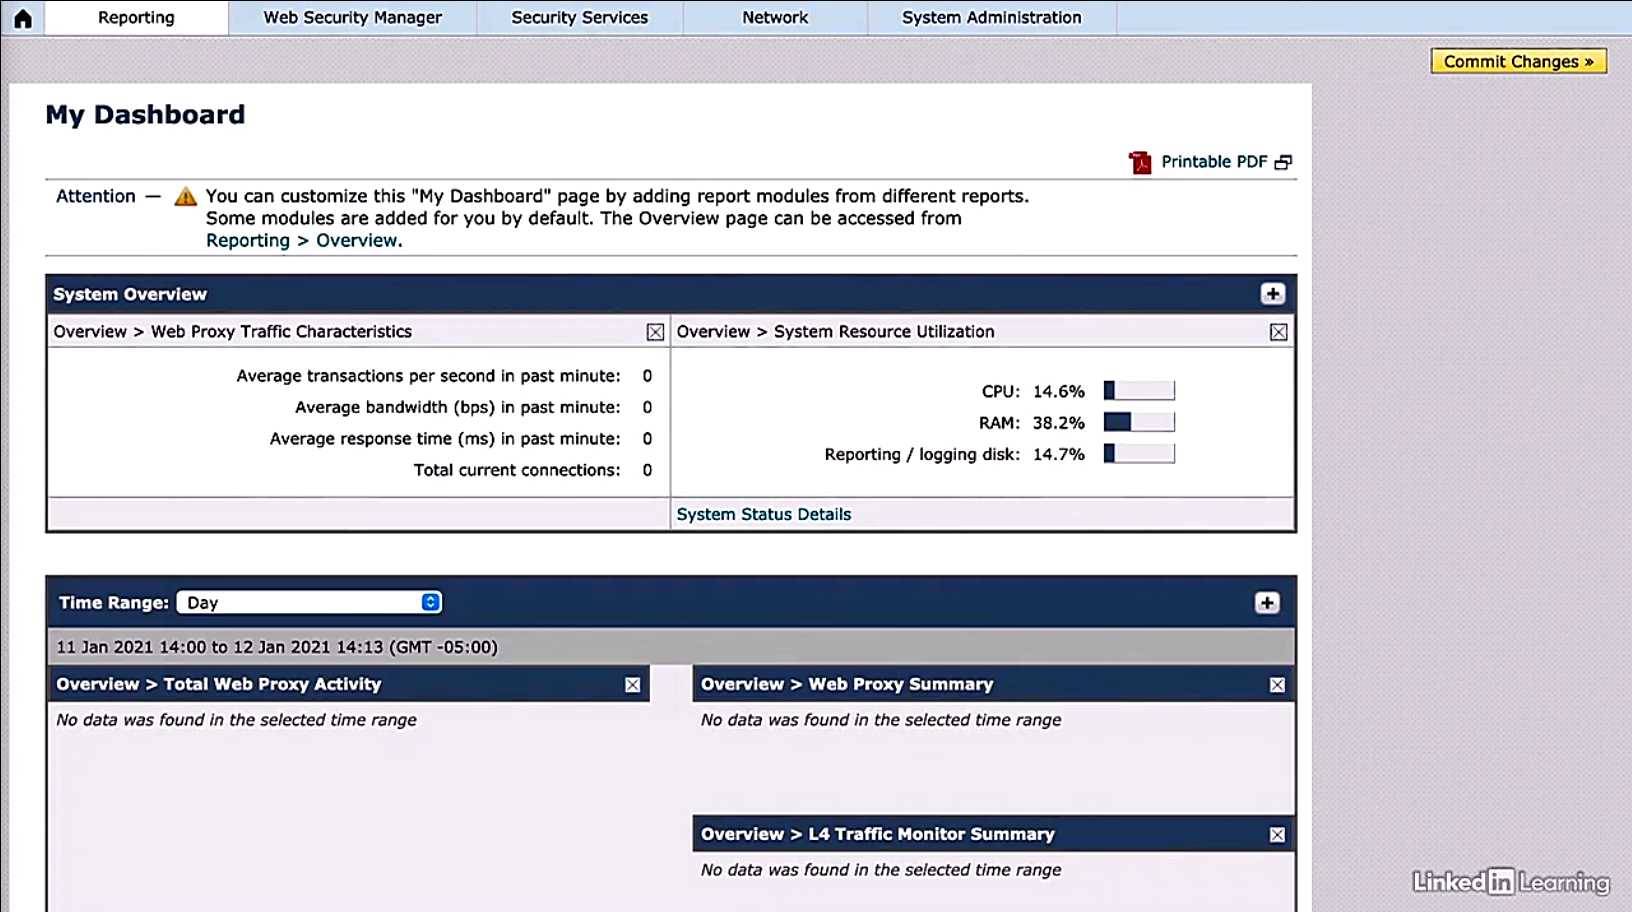 Reporting
Web Security Manager
Security Services
Network
System Administration
Commit Changes »
My Dashboard
Printable PDF
Attention — You can customize this "My Dashboard" page by adding report modules from different reports.
Some modules are added for you by default. The Overview page can be accessed from
Reporting > Overview.
System Overview
Overview > Web Proxy Traffic Characteristics
Average transactions per second in past minute: 0
Average bandwidth (bps) in past minute: 0
Average response time (ms) in past minute: 0
Total current connections: 0
Overview > System Resource Utilization
CPU: 14.6%
RAM: 38.2%
Reporting / logging disk: 14.7%
System Status Details
Time Range: Day
11 Jan 2021 14:00 to 12 Jan 2021 14:13 (GMT -05:00)
Overview > Total Web Proxy Activity
No data was found in the selected time range
Overview > Web Proxy Summary
No data was found in the selected time range
Overview > L4 Traffic Monitor Summary
No data was found in the selected time range
Linked in Learning